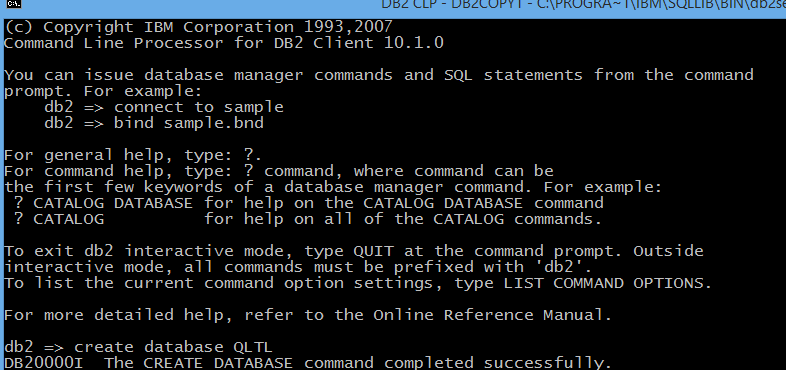 DB2 CLP - DB2COPY1 - C:\PROGRA~1\IBM\SQLLIB\BIN\db2se
(c) Copyright IBM Corporation 1993,2007
Command Line Processor for DB2 Client 10.1.0
You can issue database manager commands and SQL statements from the command
prompt. For example:
db2 => connect to sample
db2 => bind sample.bnd
For general help, type: ?.
For command help, type: ? command, where command can be
the first few keywords of a database manager command. For example:
? CATALOG DATABASE for help on the CATALOG DATABASE command
? CATALOG          for help on all of the CATALOG commands.
To exit db2 interactive mode, type QUIT at the command prompt. Outside
interactive mode, all commands must be prefixed with 'db2'.
To list the current command option settings, type LIST COMMAND OPTIONS.
For more detailed help, refer to the Online Reference Manual.
db2 => create database QLTL
DB20000I  The CREATE DATABASE command completed successfully.